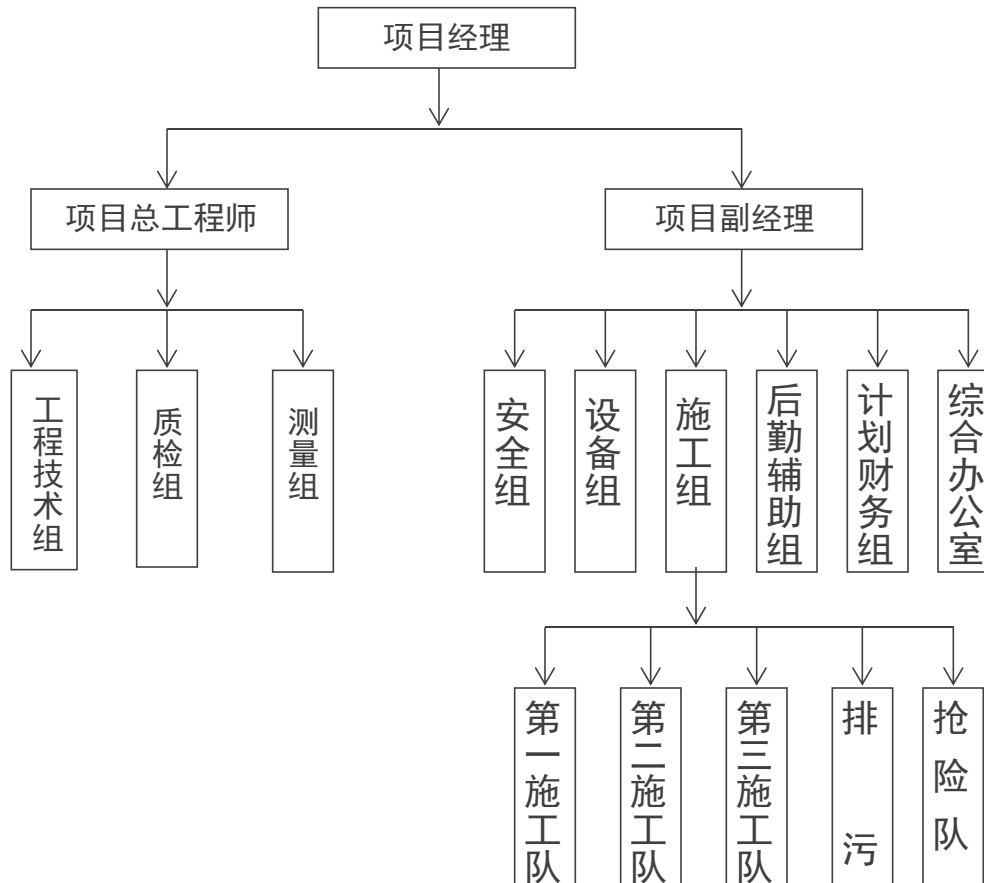 项目经理
项目总工程师
项目副经理
工程技术组
质检组
测量组
安全组
设备组
施工组
后勤辅助组
计划财务组
综合办公室
第一施工队
第二施工队
第三施工队
排污
抢险队